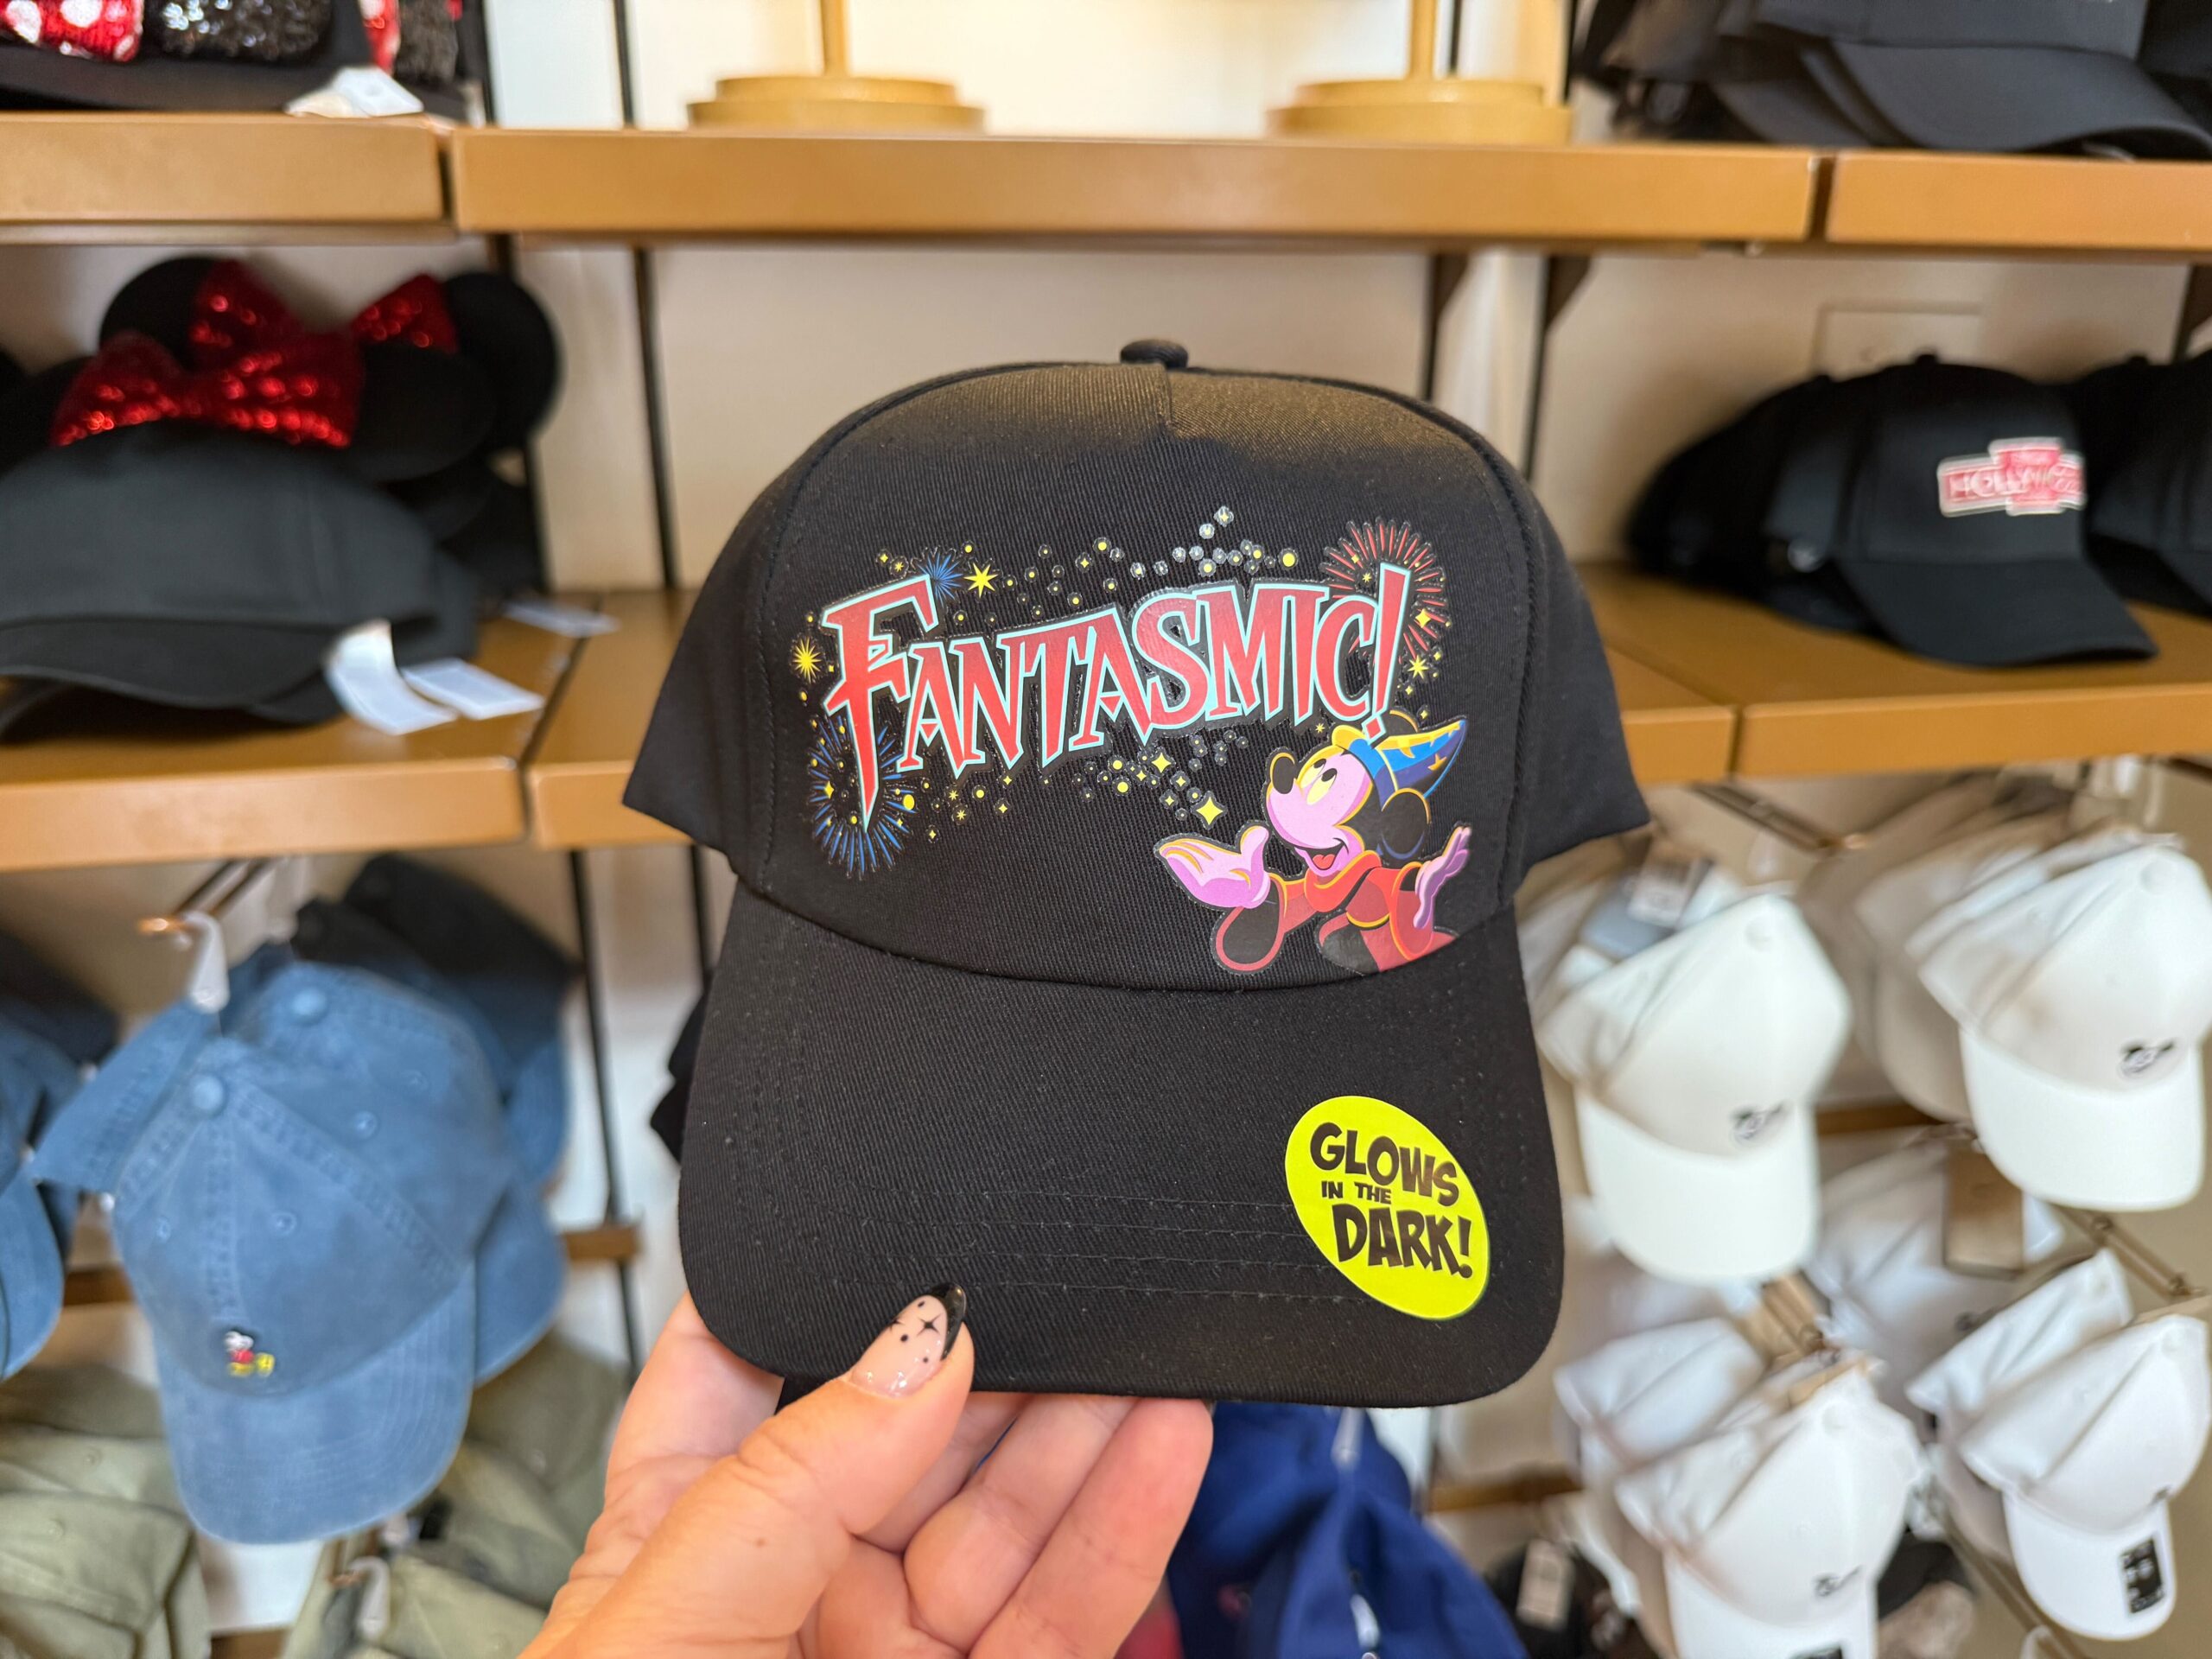 FANTASMIC!
GLOWS
IN THE
DARK!